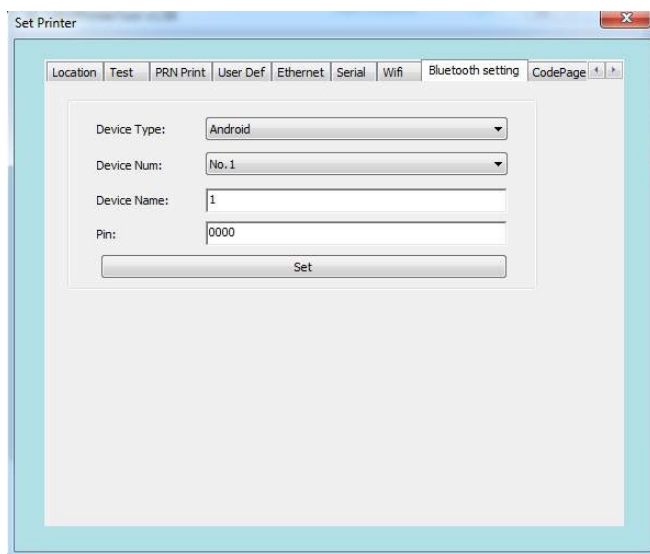 Set Printer
Location Test PRN Print User Def Ethernet Serial Wifi Bluetooth setting CodePage
Device Type: Android
Device Num: No.1
Device Name: 1
Pin: 0000
Set